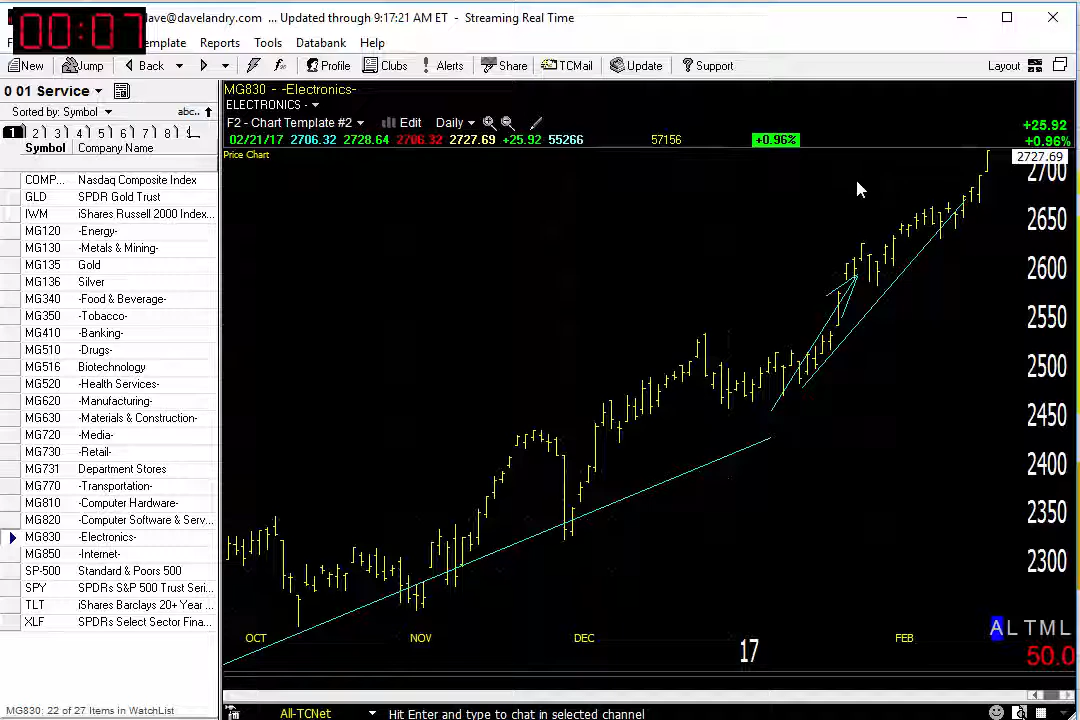 00:07
dave@davelandry.com ... Updated through 9:17:21 AM ET - Streaming Real Time
Template Reports Tools Databank Help
New Jump Back Profile Clubs Alerts Share TCMail Update Support Layout
0 01 Service
Sorted by: Symbol abc..
1 2 3 4 5 6 7 8
Symbol Company Name
COMP... Nasdaq Composite Index
GLD SPDR Gold Trust
IWM iShares Russell 2000 Index...
MG120 -Energy-
MG130 -Metals & Mining-
MG135 Gold
MG136 Silver
MG340 -Food & Beverage-
MG350 -Tobacco-
MG410 -Banking-
MG510 -Drugs-
MG516 Biotechnology
MG520 -Health Services-
MG620 -Manufacturing-
MG630 -Materials & Construction-
MG720 -Media-
MG730 -Retail-
MG731 Department Stores
MG770 -Transportation-
MG810 -Computer Hardware-
MG820 -Computer Software & Serv...
MG830 -Electronics-
MG850 -Internet-
SP-500 Standard & Poors 500
SPY SPDRs S&P 500 Trust Seri...
TLT iShares Barclays 20+ Year ...
XLF SPDRs Select Sector Fina...
MG830: 22 of 27 Items in WatchList
MG830 - -Electronics-
ELECTRONICS -
F2 - Chart Template #2 Edit Daily
02/21/17 2706.32 2728.64 2706.32 2727.69 +25.92 55266 57156 +0.96%
Price Chart
+25.92
+0.96%
2727.69
2700
2650
2600
2550
2500
2450
2400
2350
2300
OCT NOV DEC 17 FEB
A L T M L
50.0
All-TCNet Hit Enter and type to chat in selected channel